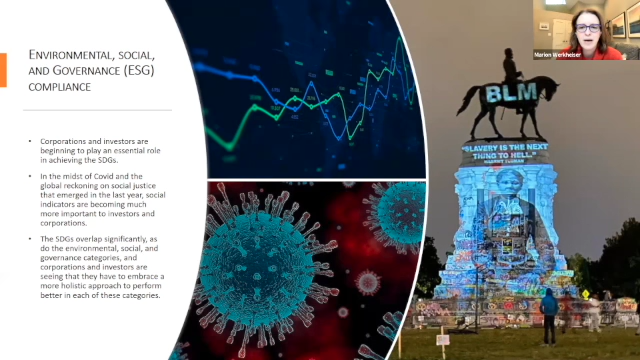 ENVIRONMENTAL, SOCIAL,
AND GOVERNANCE (ESG)
COMPLIANCE
• Corporations and investors are
beginning to play an essential role
in achieving the SDGs.
• In the midst of Covid and the
global reckoning on social justice
that emerged in the last year, social
indicators are becoming much
more important to investors and
corporations.
• The SDGs overlap significantly, as
do the environmental, social, and
governance categories, and
corporations and investors are
seeing that they have to embrace a
more holistic approach to perform
better in each of these categories.
BLM
"SLAVERY IS THE NEXT
THING TO HELL."
HARRIET TUBMAN
Marion Werkheiser